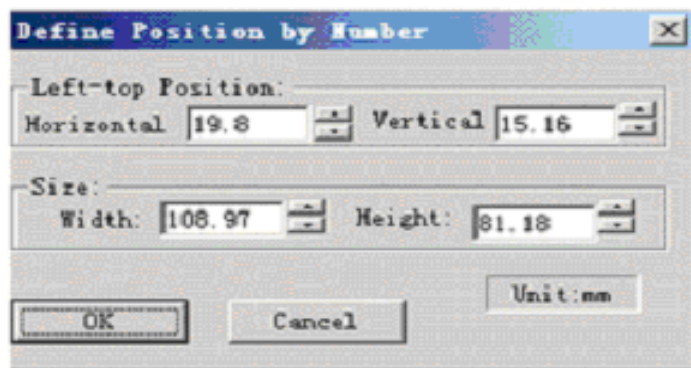 Define Position by Number
Left-top Position:
Horizontal 19.8 Vertical 15.16
Size:
Width: 108.97 Height: 81.18
Unit:mm
OK Cancel